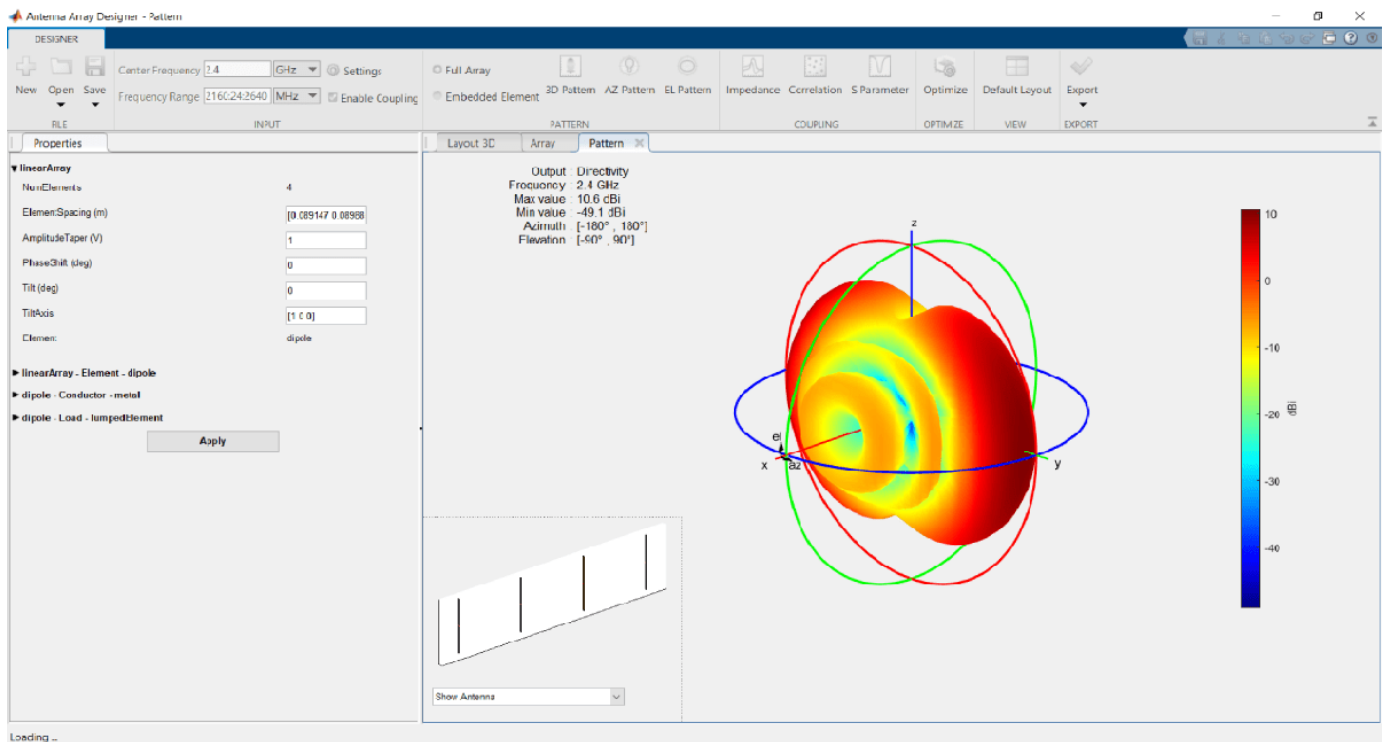 Antenna Array Designer - Pattern
DESIGNER
New Open Save
FILE
Center Frequency 2.4 GHz Settings
Frequency Range 2160:24:2640 MHz Enable Coupling
INPUT
Full Array
Embedded Element
3D Pattern AZ Pattern EL Pattern
PATTERN
Impedance Correlation S Parameter
COUPLING
Optimize
OPTIMIZE
Default Layout
VIEW
Export
EXPORT
Properties
linearArray
NumElements 4
ElementSpacing (m) [0.089147 0.08988
AmplitudeTaper (V) 1
PhaseShift (deg) 0
Tilt (deg) 0
TiltAxis [1 0 0]
Element dipole
linearArray - Element - dipole
dipole - Conductor - metal
dipole - Load - lumpedElement
Apply
Layout 3D Array Pattern
Output : Directivity
Frequency : 2.4 GHz
Max value : 10.6 dBi
Min value : -49.1 dBi
Azimuth : [-180° , 180°]
Elevation : [-90° , 90°]
z
el
x az
y
10
0
-10
-20
-30
-40
dBi
Show Antenna
Loading ...